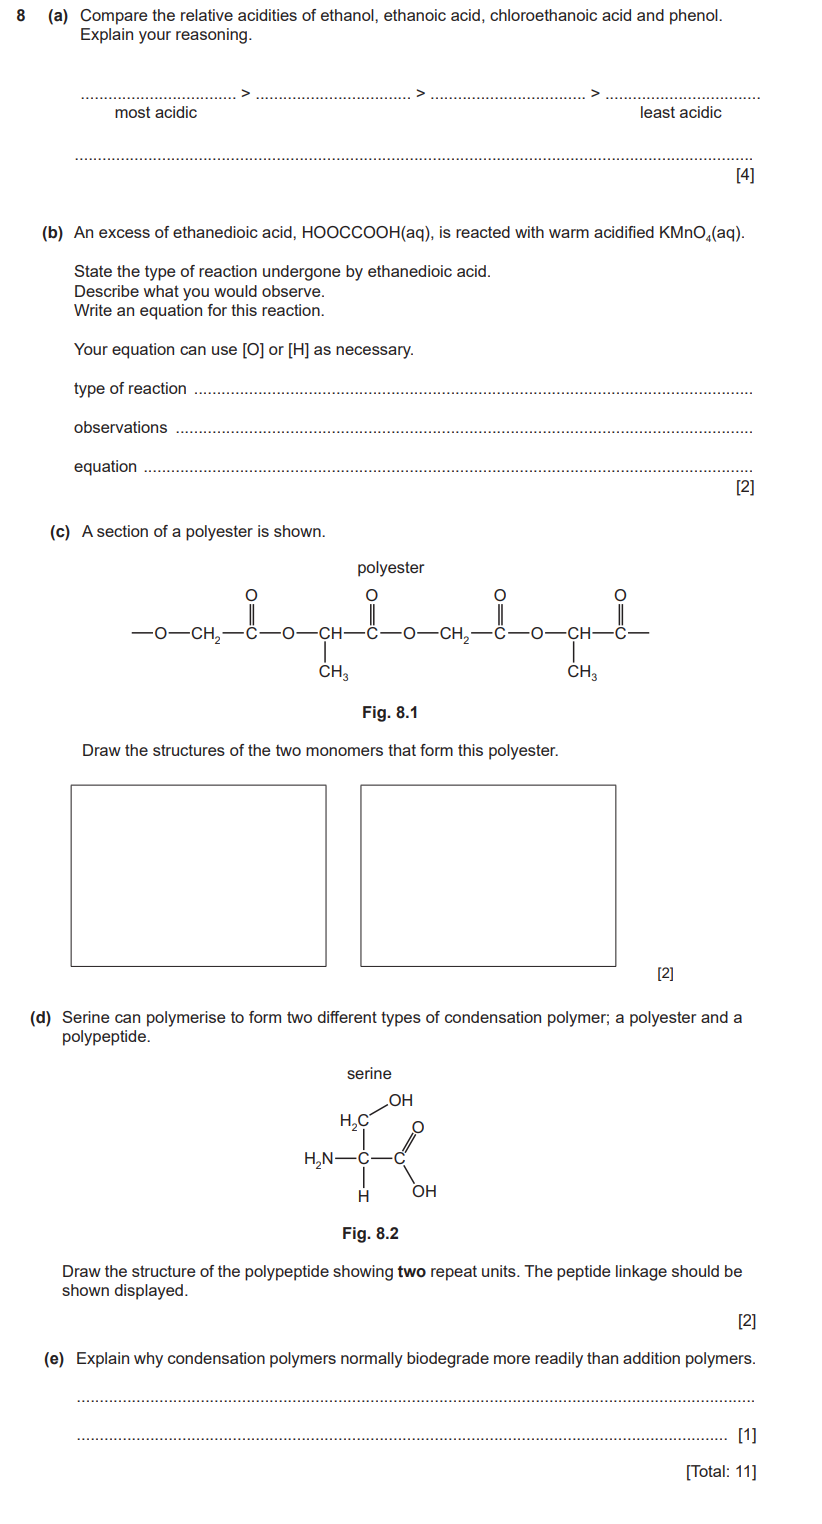 8 (a) Compare the relative acidities of ethanol, ethanoic acid, chloroethanoic acid and phenol.
Explain your reasoning.
.................................. > .................................. > .................................. > ..................................
most acidic least acidic
....................................................................................................................................................
[4]
(b) An excess of ethanedioic acid, HOOCCOOH(aq), is reacted with warm acidified KMnO₄(aq).
State the type of reaction undergone by ethanedioic acid.
Describe what you would observe.
Write an equation for this reaction.
Your equation can use [O] or [H] as necessary.
type of reaction ..........................................................................................................................
observations ..............................................................................................................................
equation .....................................................................................................................................
[2]
(c) A section of a polyester is shown.
polyester
O O O O
—O—CH₂—C—O—CH—C—O—CH₂—C—O—CH—C—
CH₃ CH₃
Fig. 8.1
Draw the structures of the two monomers that form this polyester.
[2]
(d) Serine can polymerise to form two different types of condensation polymer; a polyester and a
polypeptide.
serine
OH
H₂C O
H₂N—C—C
H OH
Fig. 8.2
Draw the structure of the polypeptide showing two repeat units. The peptide linkage should be
shown displayed.
[2]
(e) Explain why condensation polymers normally biodegrade more readily than addition polymers.
....................................................................................................................................................
.............................................................................................................................................. [1]
[Total: 11]